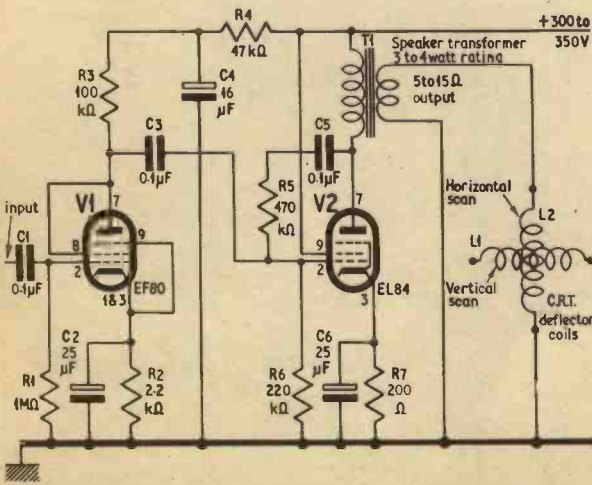 R4
47kΩ
+300 to
350V
T1
Speaker transformer
3 to 4 watt rating
5 to 15Ω
output
R3
100
kΩ
C4
16
µF
C3
0·1µF
C5
0·1µF
R5
470
kΩ
Horizontal
scan
L2
L1
Vertical
scan
C.R.T.
deflector
coils
input
C1
0·1µF
V1
7
8
9
2
1&3
EF80
V2
7
9
2
3
EL84
C2
25
µF
R1
1MΩ
R2
2·2
kΩ
R6
220
kΩ
C6
25
µF
R7
200
Ω